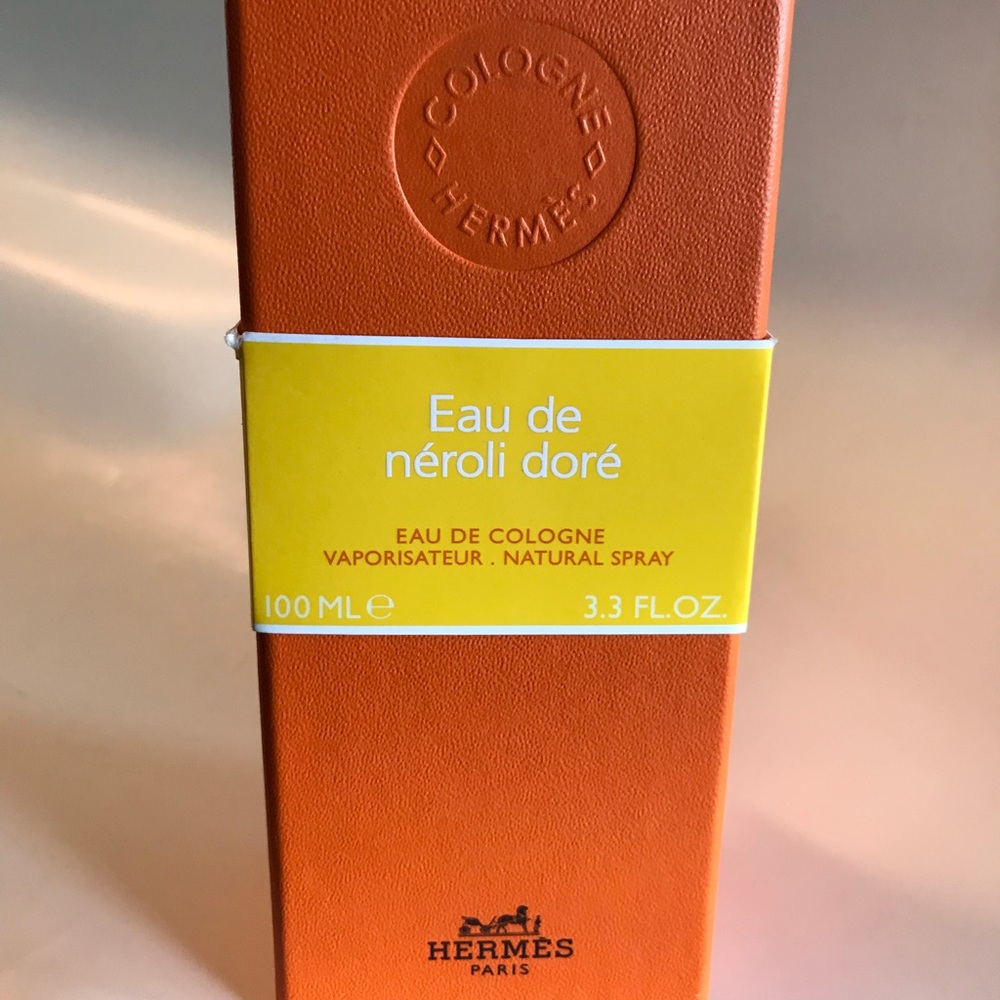 COLOGNE
HERMÈS
Eau de
néroli doré
EAU DE COLOGNE
VAPORISATEUR . NATURAL SPRAY
100 ML ℮ 3.3 FL.OZ.
HERMÈS
PARIS